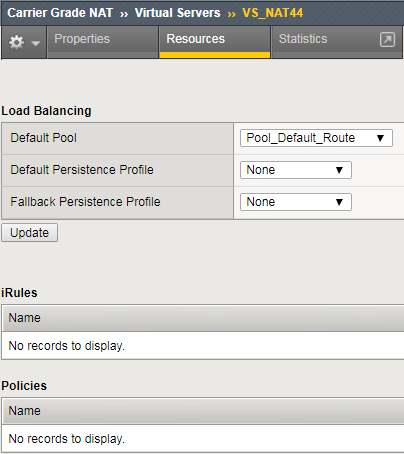 Carrier Grade NAT ›› Virtual Servers ›› VS_NAT44
Properties Resources Statistics
Load Balancing
Default Pool Pool_Default_Route
Default Persistence Profile None
Fallback Persistence Profile None
Update
iRules
Name
No records to display.
Policies
Name
No records to display.